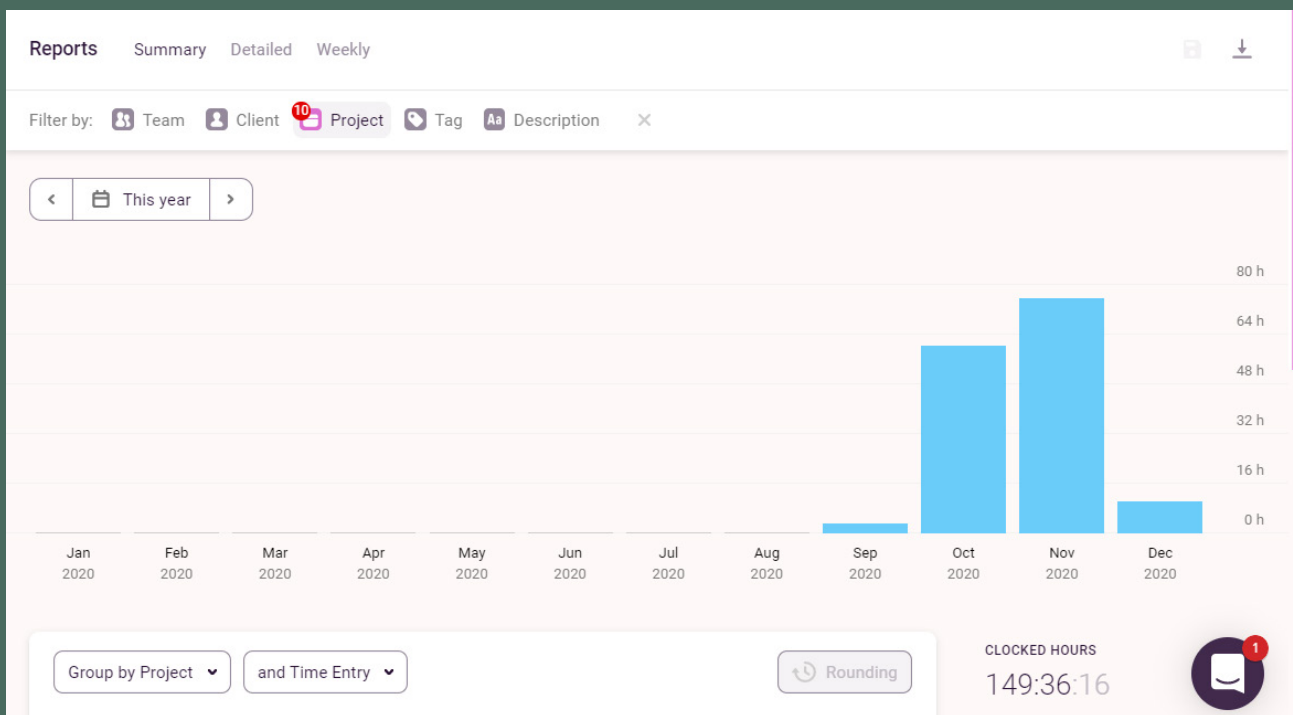 Reports Summary Detailed Weekly
Filter by: Team Client 10 Project Tag Aa Description
This year
80 h
64 h
48 h
32 h
16 h
0 h
Jan Feb Mar Apr May Jun Jul Aug Sep Oct Nov Dec
2020 2020 2020 2020 2020 2020 2020 2020 2020 2020 2020 2020
Group by Project and Time Entry Rounding
CLOCKED HOURS
149:36:16
1